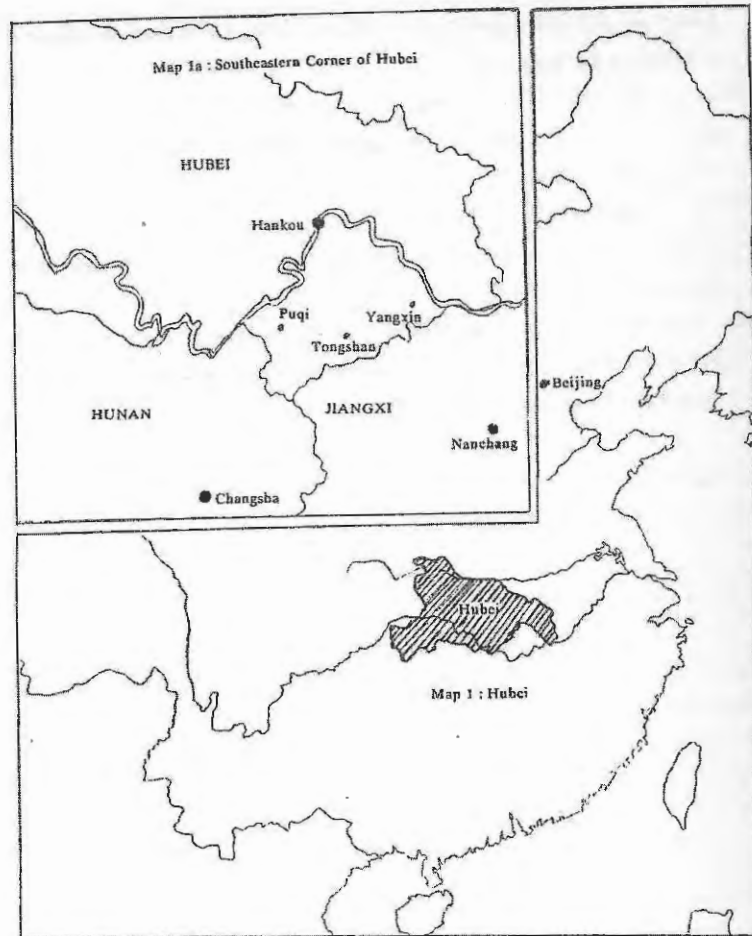 Map 1a : Southeastern Corner of Hubei
HUBEI
Hankou
Puqi
Yangxin
Tongshan
Beijing
HUNAN
JIANGXI
Nanchang
Changsha
Hubei
Map 1 : Hubei